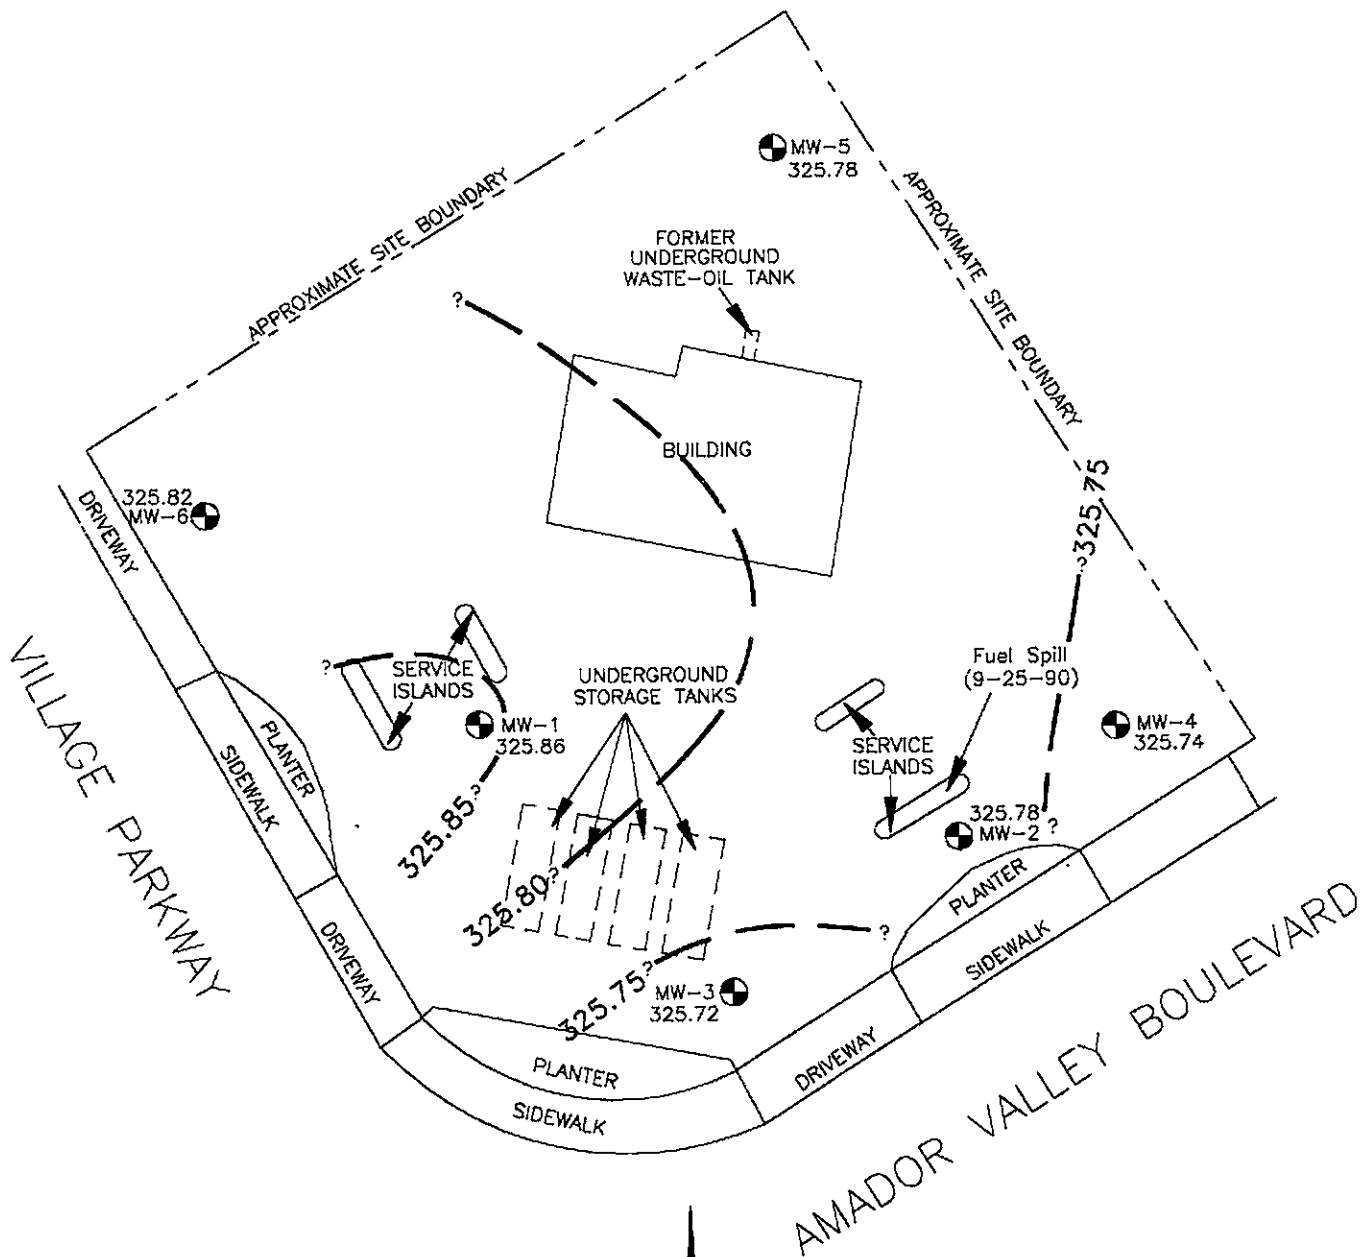 MW-5
325.78
APPROXIMATE SITE BOUNDARY
APPROXIMATE SITE BOUNDARY
FORMER
UNDERGROUND
WASTE-OIL TANK
?
BUILDING
325.82
MW-6
DRIVEWAY
325.75
?
VILLAGE PARKWAY
?
SERVICE
ISLANDS
UNDERGROUND
STORAGE TANKS
Fuel Spill
(9-25-90)
MW-1
325.86
MW-4
325.74
SERVICE
ISLANDS
PLANTER
SIDEWALK
325.85
?
325.78
MW-2
?
325.80
?
PLANTER
SIDEWALK
DRIVEWAY
?
325.75
?
MW-3
325.72
DRIVEWAY
PLANTER
SIDEWALK
AMADOR VALLEY BOULEVARD